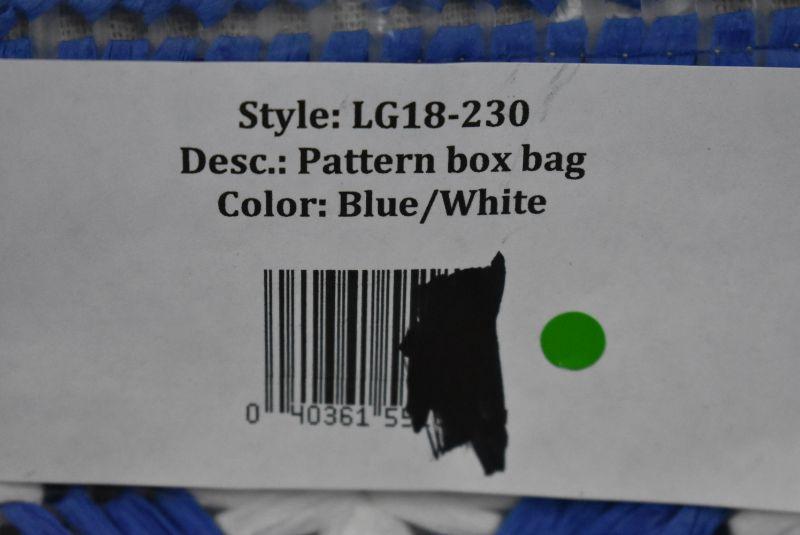 Style: LG18-230
Desc.: Pattern box bag
Color: Blue/White
0 40361 55